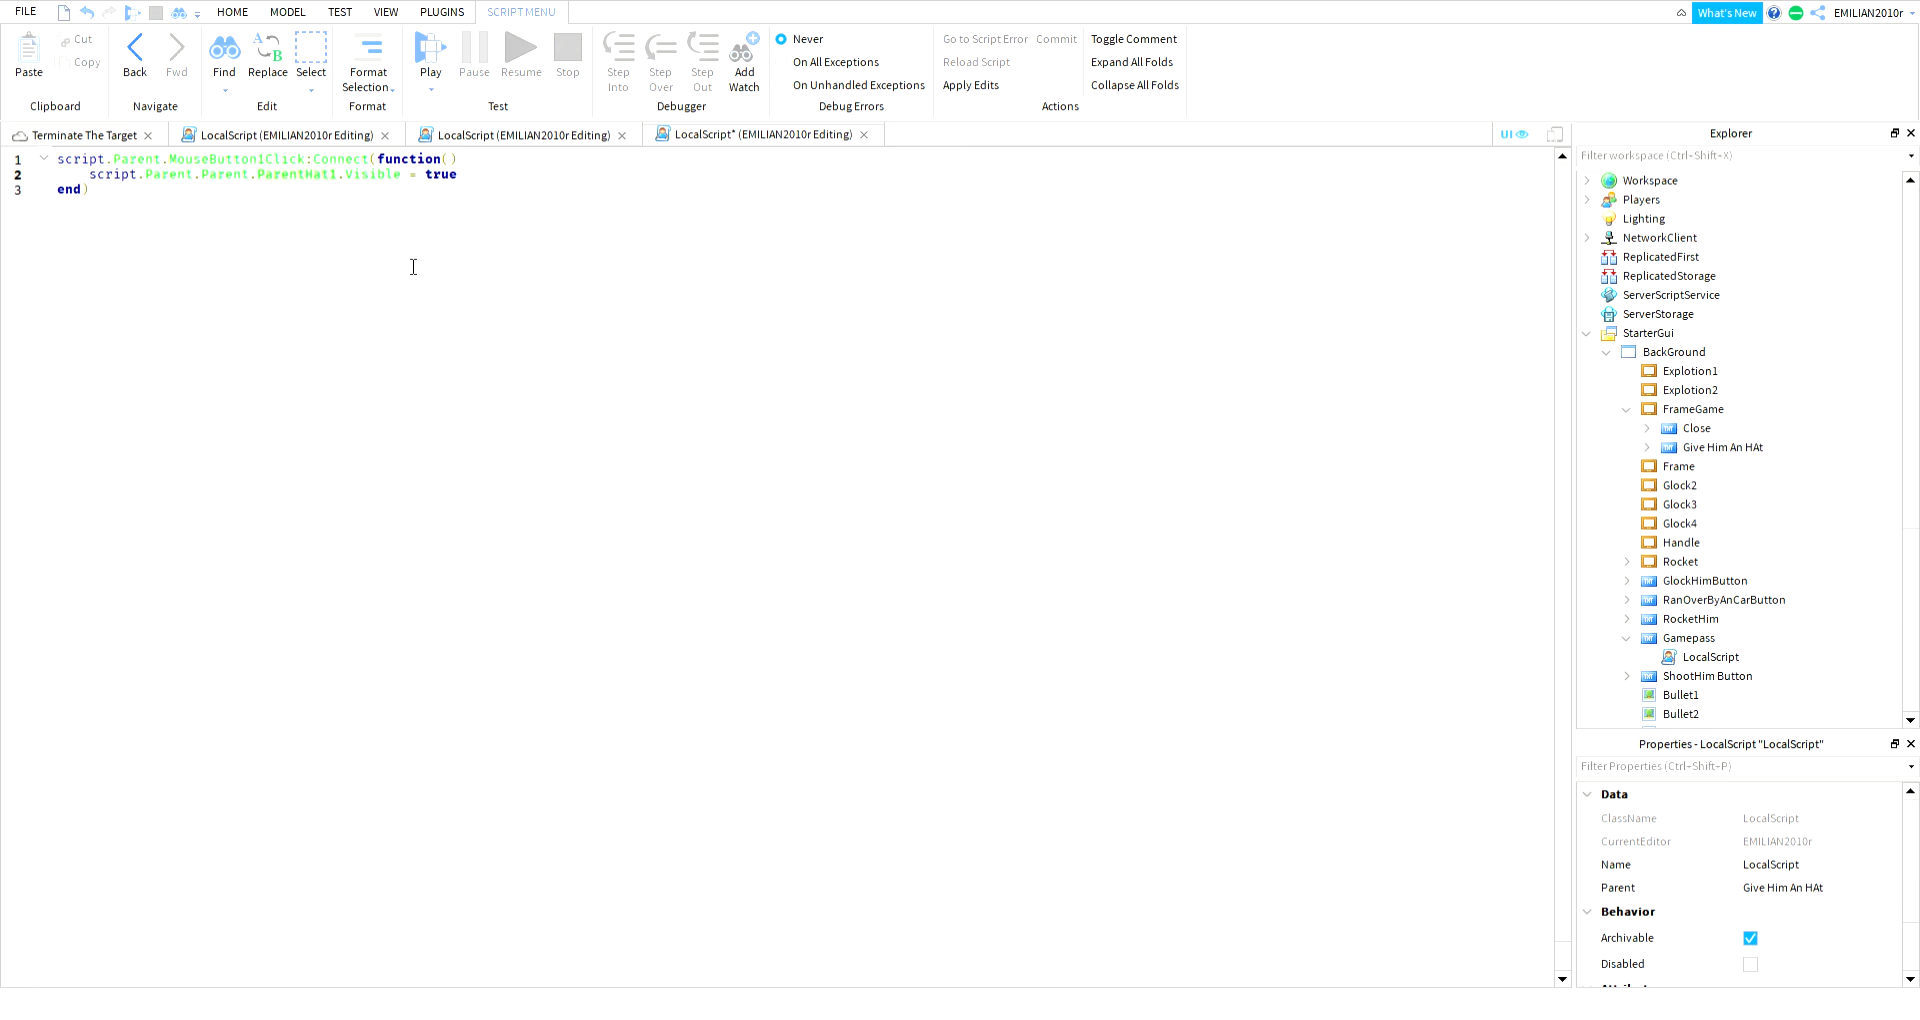 FILE HOME MODEL TEST VIEW PLUGINS SCRIPT MENU What's New EMILIAN2010r
Paste
Cut
Copy
Clipboard
Back Fwd
Navigate
Find Replace Select
Edit
Format
Selection
Format
Play Pause Resume Stop
Test
Step
Into
Step
Over
Step
Out
Add
Watch
Debugger
Never
On All Exceptions
On Unhandled Exceptions
Debug Errors
Go to Script Error Commit
Reload Script
Apply Edits
Toggle Comment
Expand All Folds
Collapse All Folds
Actions
Terminate The Target LocalScript (EMILIAN2010r Editing) LocalScript (EMILIAN2010r Editing) LocalScript* (EMILIAN2010r Editing) UI
1 script.Parent.MouseButton1Click:Connect(function()
2 script.Parent.Parent.ParentHat1.Visible = true
3 end)
Explorer
Filter workspace (Ctrl+Shift+X)
Workspace
Players
Lighting
NetworkClient
ReplicatedFirst
ReplicatedStorage
ServerScriptService
ServerStorage
StarterGui
BackGround
Explotion1
Explotion2
FrameGame
Close
Give Him An HAt
Frame
Glock2
Glock3
Glock4
Handle
Rocket
GlockHimButton
RanOverByAnCarButton
RocketHim
Gamepass
LocalScript
ShootHim Button
Bullet1
Bullet2
Properties - LocalScript "LocalScript"
Filter Properties (Ctrl+Shift+P)
Data
ClassName LocalScript
CurrentEditor EMILIAN2010r
Name LocalScript
Parent Give Him An HAt
Behavior
Archivable
Disabled